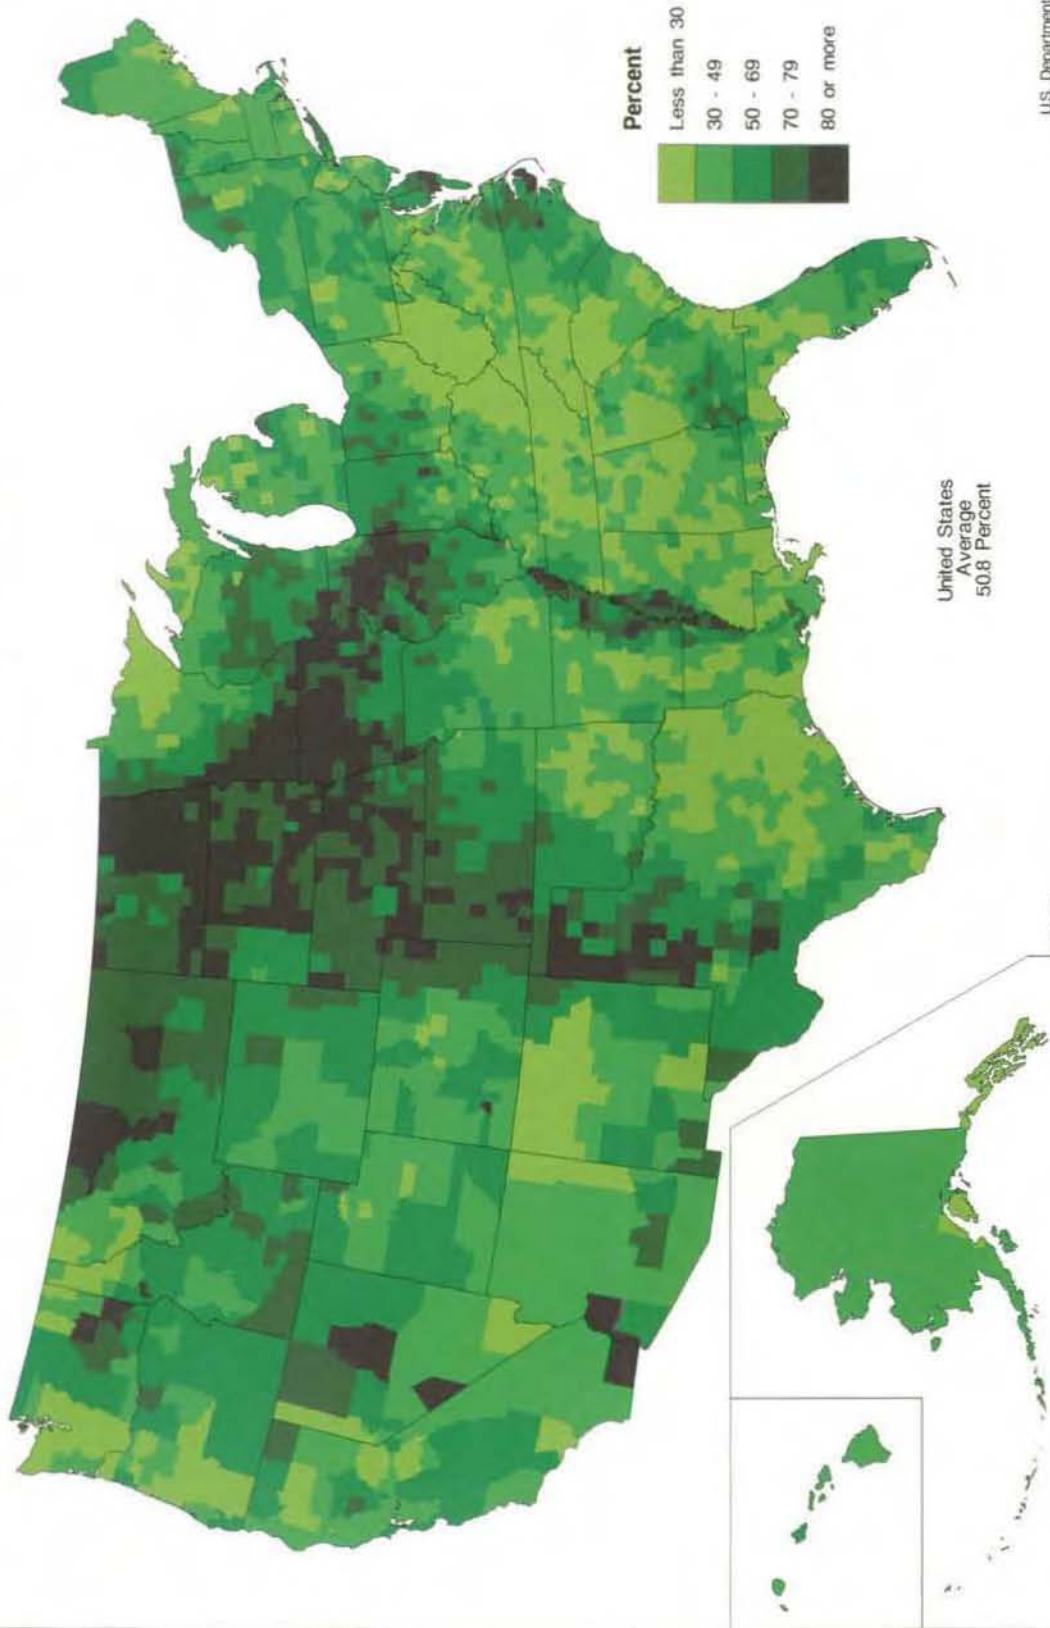 Percent
Less than 30
30 - 49
50 - 69
70 - 79
80 or more
United States
Average
50.8 Percent
U.S. Department